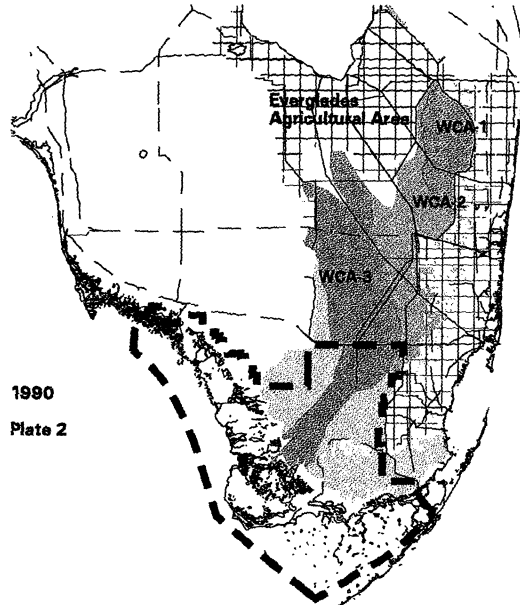 Everglades
Agricultural Area
WCA-1
WCA-2
WCA-3
1990
Plate 2